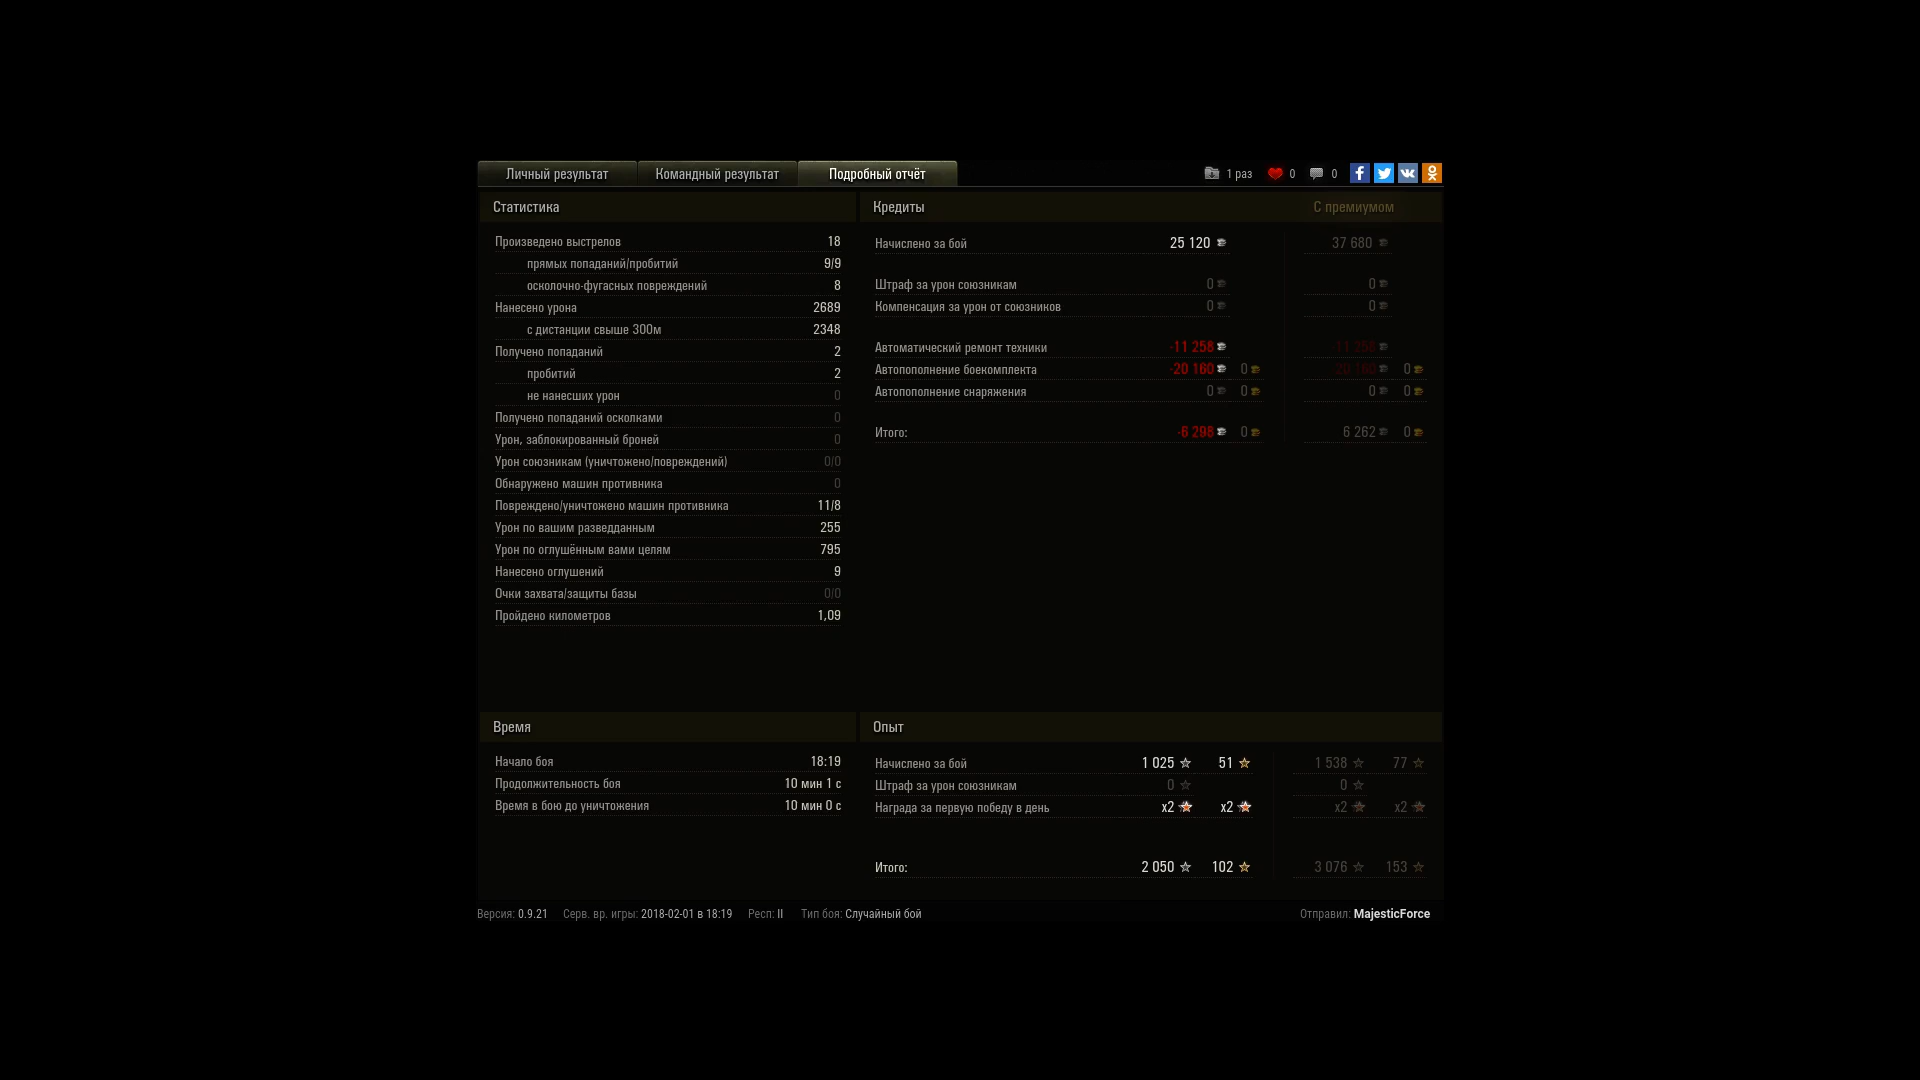 Личный результат Командный результат Подробный отчёт 1 раз 0 0
Статистика
Произведено выстрелов 18
прямых попаданий/пробитий 9/9
осколочно-фугасных повреждений 8
Нанесено урона 2689
с дистанции свыше 300м 2348
Получено попаданий 2
пробитий 2
не нанесших урон 0
Получено попаданий осколками 0
Урон, заблокированный броней 0
Урон союзникам (уничтожено/повреждений) 0/0
Обнаружено машин противника 0
Повреждено/уничтожено машин противника 11/8
Урон по вашим разведданным 255
Урон по оглушённым вами целям 795
Нанесено оглушений 9
Очки захвата/защиты базы 0/0
Пройдено километров 1,09
Кредиты С премиумом
Начислено за бой 25 120 37 680
Штраф за урон союзникам 0 0
Компенсация за урон от союзников 0 0
Автоматический ремонт техники -11 258 -11 258
Автопополнение боекомплекта -20 160 0 -20 160 0
Автопополнение снаряжения 0 0 0 0
Итого: -6 298 0 6 262 0
Время
Начало боя 18:19
Продолжительность боя 10 мин 1 с
Время в бою до уничтожения 10 мин 0 с
Опыт
Начислено за бой 1 025 51 1 538 77
Штраф за урон союзникам 0 0
Награда за первую победу в день x2 x2 x2 x2
Итого: 2 050 102 3 076 153
Версия: 0.9.21 Серв. вр. игры: 2018-02-01 в 18:19 Респ: II Тип боя: Случайный бой Отправил: MajesticForce